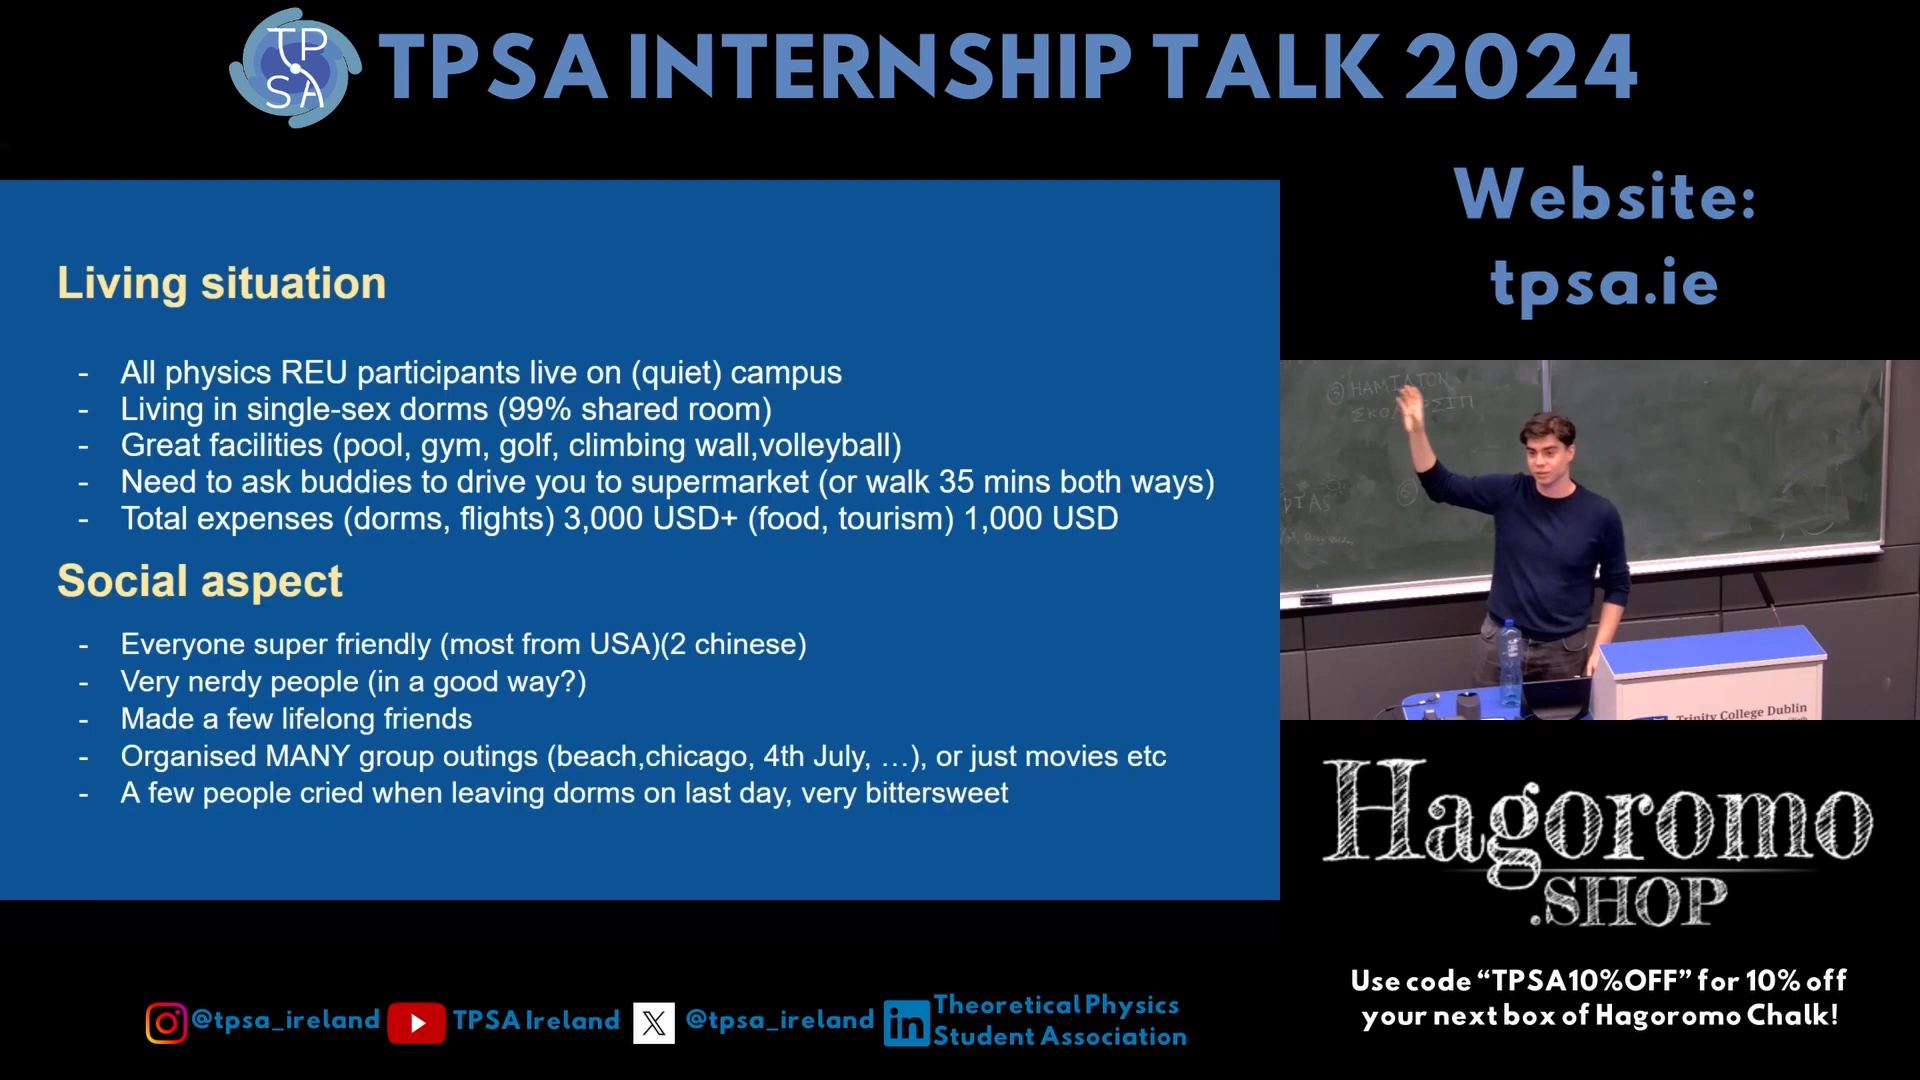 TP
SA
TPSA INTERNSHIP TALK 2024
Website:
tpsa.ie
Living situation
- All physics REU participants live on (quiet) campus
- Living in single-sex dorms (99% shared room)
- Great facilities (pool, gym, golf, climbing wall,volleyball)
- Need to ask buddies to drive you to supermarket (or walk 35 mins both ways)
- Total expenses (dorms, flights) 3,000 USD+ (food, tourism) 1,000 USD
Social aspect
- Everyone super friendly (most from USA)(2 chinese)
- Very nerdy people (in a good way?)
- Made a few lifelong friends
- Organised MANY group outings (beach,chicago, 4th July, …), or just movies etc
- A few people cried when leaving dorms on last day, very bittersweet
Trinity College Dublin
Hagoromo
.SHOP
Use code “TPSA10%OFF” for 10% off
your next box of Hagoromo Chalk!
@tpsa_ireland
TPSA Ireland
@tpsa_ireland
in
Theoretical Physics
Student Association